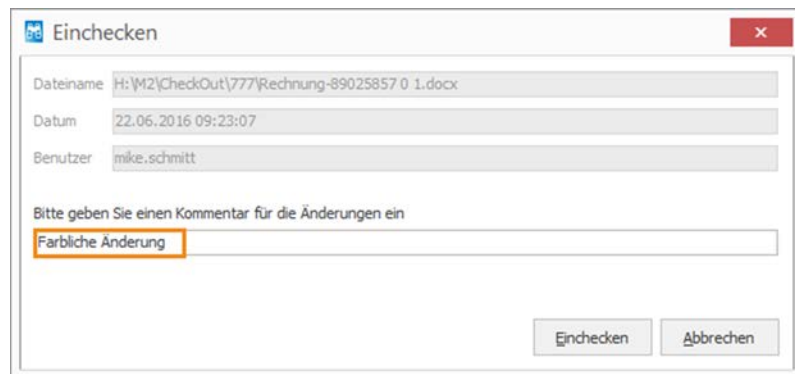 Einchecken
Dateiname H:\M2\CheckOut\777\Rechnung-89025857 0 1.docx
Datum 22.06.2016 09:23:07
Benutzer mike.schmitt
Bitte geben Sie einen Kommentar für die Änderungen ein
Farbliche Änderung
Einchecken Abbrechen